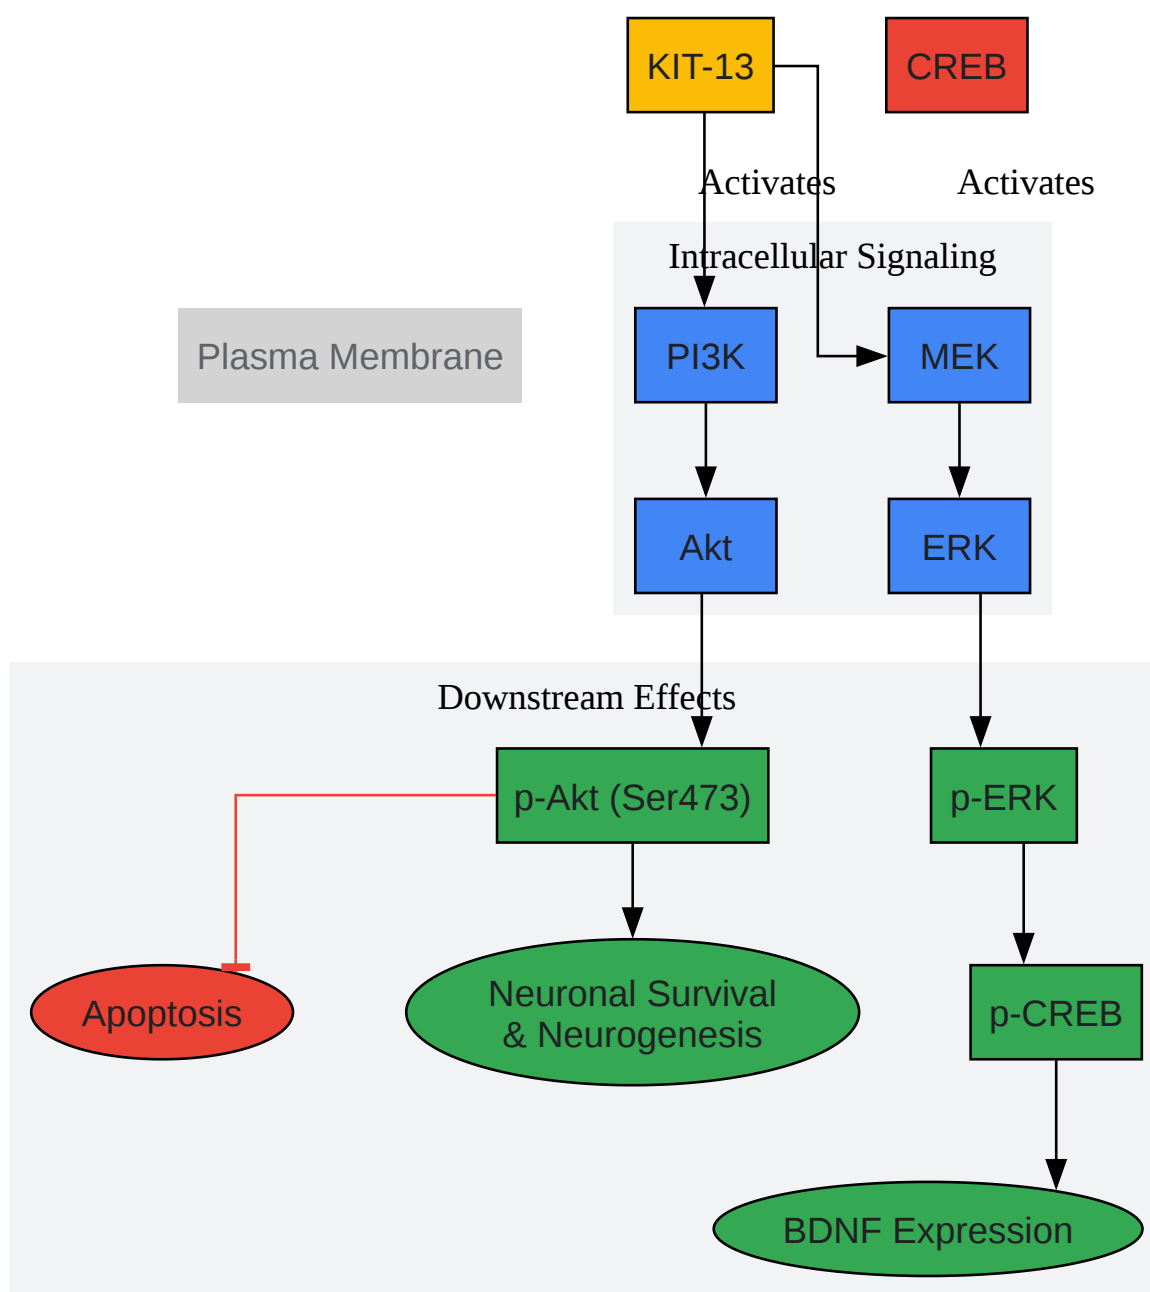 KIT-13
CREB
Activates
Activates
Intracellular Signaling
Plasma Membrane
PI3K
MEK
Akt
ERK
Downstream Effects
p-Akt (Ser473)
p-ERK
Apoptosis
Neuronal Survival
& Neurogenesis
p-CREB
BDNF Expression